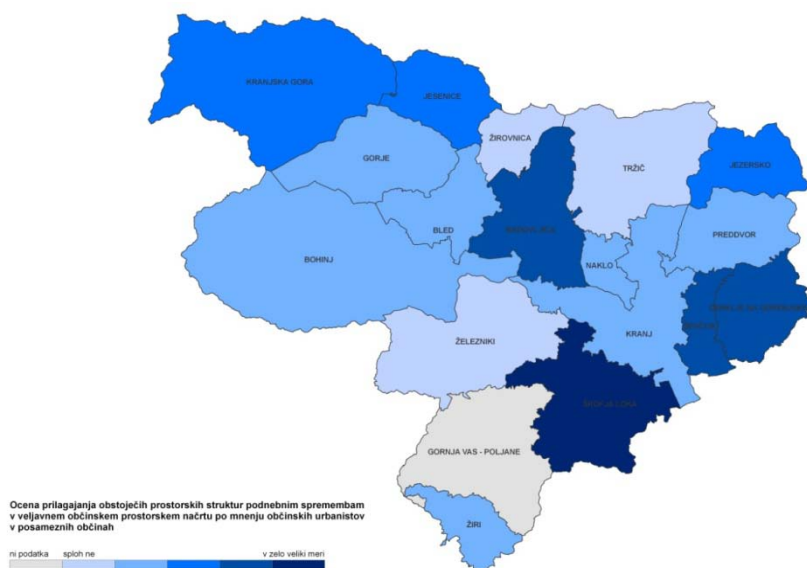 KRANJSKA GORA
JESENICE
ŽIROVNICA
GORJE
TRŽIČ
JEZERSKO
BLED
RADOVLJICA
PREDDVOR
BOHINJ
NAKLO
ŽELEZNIKI
KRANJ
ŠENČUR
ŠKOFJA LOKA
GORNJA VAS - POLJANE
ŽIRI
Ocena prilagajanja obstoječih prostorskih struktur podnebnim spremembam
v veljavnem občinskem prostorskem načrtu po mnenju občinskih urbanistov
v posameznih občinah
ni podatka sploh ne v zelo veliki meri